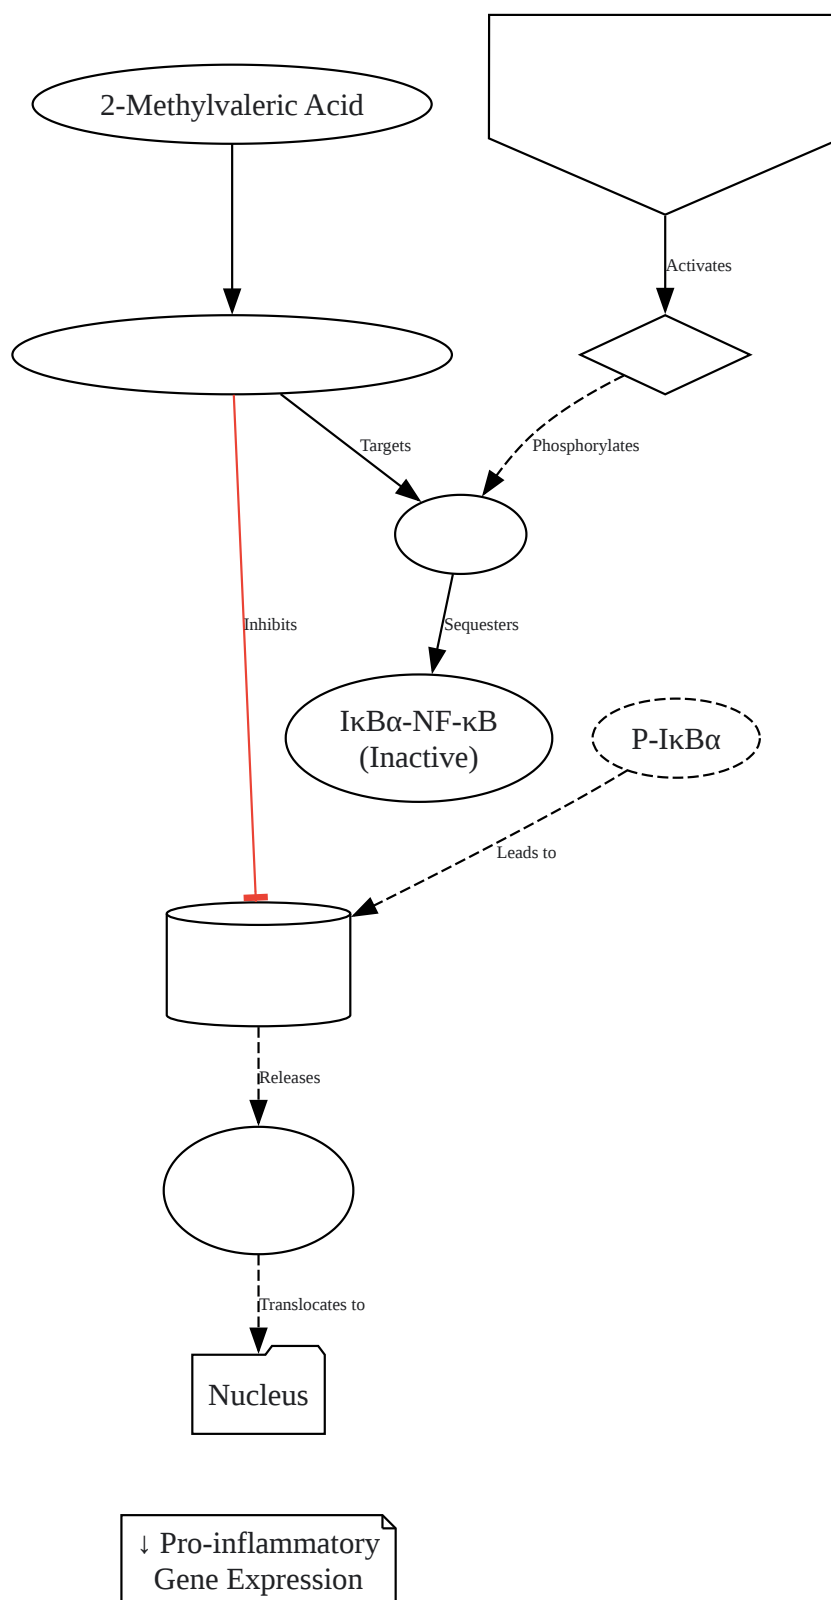 2-Methylvaleric Acid
Activates
Targets
Phosphorylates
Inhibits
Sequesters
IκBα-NF-κB
(Inactive)
P-IκBα
Leads to
Releases
Translocates to
Nucleus
↓ Pro-inflammatory
Gene Expression